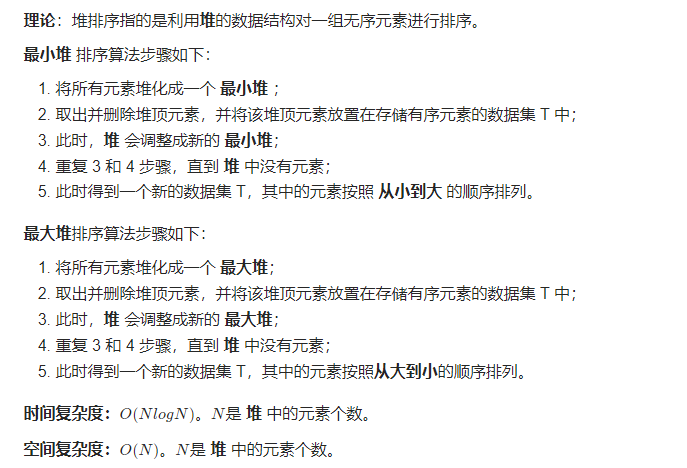 理论：堆排序指的是利用堆的数据结构对一组无序元素进行排序。
最小堆 排序算法步骤如下：
1. 将所有元素堆化成一个 最小堆 ；
2. 取出并删除堆顶元素，并将该堆顶元素放置在存储有序元素的数据集 T 中；
3. 此时，堆 会调整成新的 最小堆；
4. 重复 3 和 4 步骤，直到 堆 中没有元素；
5. 此时得到一个新的数据集 T，其中的元素按照 从小到大 的顺序排列。
最大堆排序算法步骤如下：
1. 将所有元素堆化成一个 最大堆；
2. 取出并删除堆顶元素，并将该堆顶元素放置在存储有序元素的数据集 T 中；
3. 此时，堆 会调整成新的 最大堆；
4. 重复 3 和 4 步骤，直到 堆 中没有元素；
5. 此时得到一个新的数据集 T，其中的元素按照从大到小的顺序排列。
时间复杂度：O(NlogN)。N是 堆 中的元素个数。
空间复杂度：O(N)。N是 堆 中的元素个数。